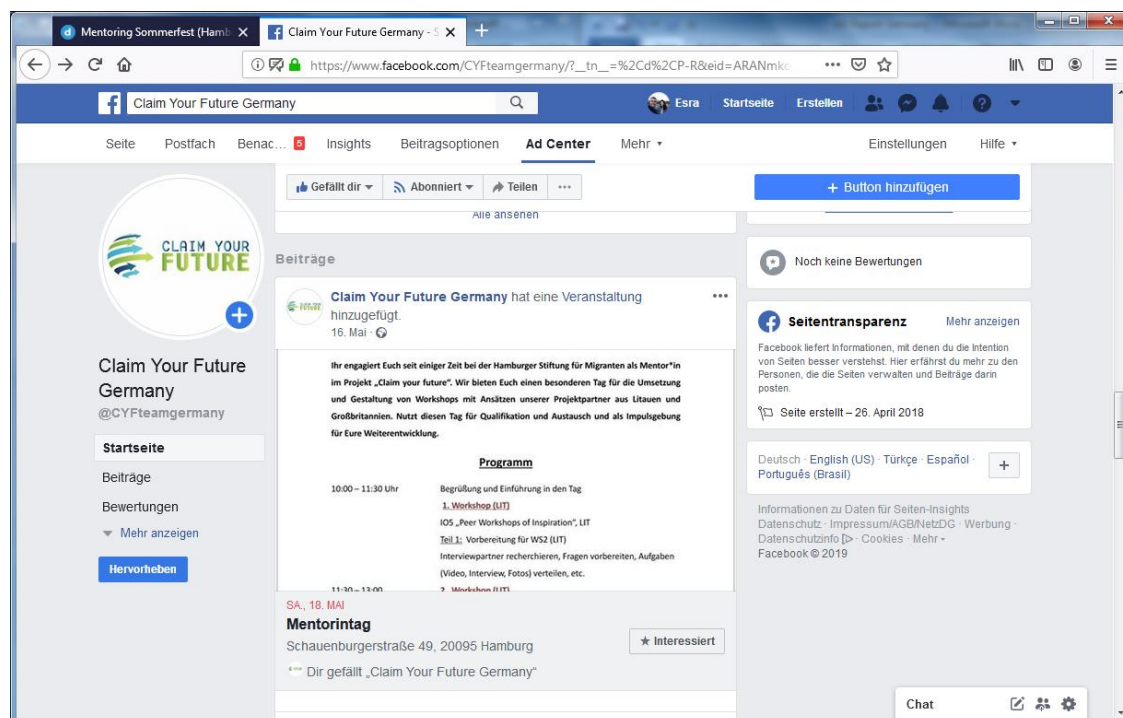 Mentoring Sommerfest (Hamb
Claim Your Future Germany - S
https://www.facebook.com/CYFteamgermany/?__tn__=%2Cd%2CP-R&eid=ARANmkc
Claim Your Future Germany
Esra
Startseite
Erstellen
Seite
Postfach
Benac... 5
Insights
Beitragsoptionen
Ad Center
Mehr
Einstellungen
Hilfe
Gefällt dir
Abonniert
Teilen
+ Button hinzufügen
CLAIM YOUR
FUTURE
Claim Your Future
Germany
@CYFteamgermany
Startseite
Beiträge
Bewertungen
Mehr anzeigen
Hervorheben
Alle ansehen
Beiträge
Claim Your Future Germany hat eine Veranstaltung
hinzugefügt.
16. Mai ·
Ihr engagiert Euch seit einiger Zeit bei der Hamburger Stiftung für Migranten als Mentor*in
im Projekt „Claim your future“. Wir bieten Euch einen besonderen Tag für die Umsetzung
und Gestaltung von Workshops mit Ansätzen unserer Projektpartner aus Litauen und
Großbritannien. Nutzt diesen Tag für Qualifikation und Austausch und als Impulsgebung
für Eure Weiterentwicklung.
Programm
10:00 – 11:30 Uhr Begrüßung und Einführung in den Tag
1. Workshop (LIT)
IO5 „Peer Workshops of Inspiration“, LIT
Teil 1: Vorbereitung für WS2 (LIT)
Interviewpartner recherchieren, Fragen vorbereiten, Aufgaben
(Video, Interview, Fotos) verteilen, etc.
11:30 – 13:00 2. Workshop (LIT)
SA., 18. MAI
Mentorintag
Schauenburgerstraße 49, 20095 Hamburg
Interessiert
Dir gefällt „Claim Your Future Germany“
Noch keine Bewertungen
Seitentransparenz Mehr anzeigen
Facebook liefert Informationen, mit denen du die Intention
von Seiten besser verstehst. Hier erfährst du mehr zu den
Personen, die die Seiten verwalten und Beiträge darin
posten.
Seite erstellt – 26. April 2018
Deutsch · English (US) · Türkçe · Español ·
Português (Brasil)
Informationen zu Daten für Seiten-Insights
Datenschutz · Impressum/AGB/NetzDG · Werbung ·
Datenschutzinfo · Cookies · Mehr
Facebook © 2019
Chat